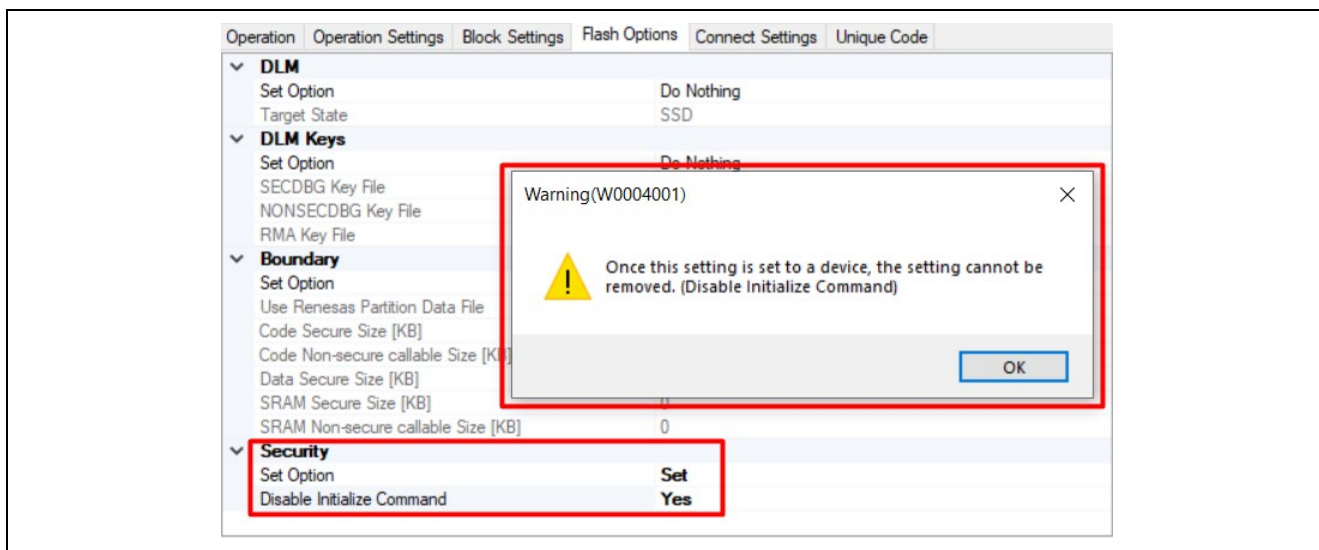 Operation Operation Settings Block Settings Flash Options Connect Settings Unique Code
DLM
Set Option Do Nothing
Target State SSD
DLM Keys
Set Option Do Nothing
SECDBG Key File
NONSECDBG Key File
RMA Key File
Boundary
Set Option
Use Renesas Partition Data File
Code Secure Size [KB]
Code Non-secure callable Size [KB]
Data Secure Size [KB]
SRAM Secure Size [KB] 0
SRAM Non-secure callable Size [KB] 0
Security
Set Option Set
Disable Initialize Command Yes
Warning(W0004001)
Once this setting is set to a device, the setting cannot be
removed. (Disable Initialize Command)
OK